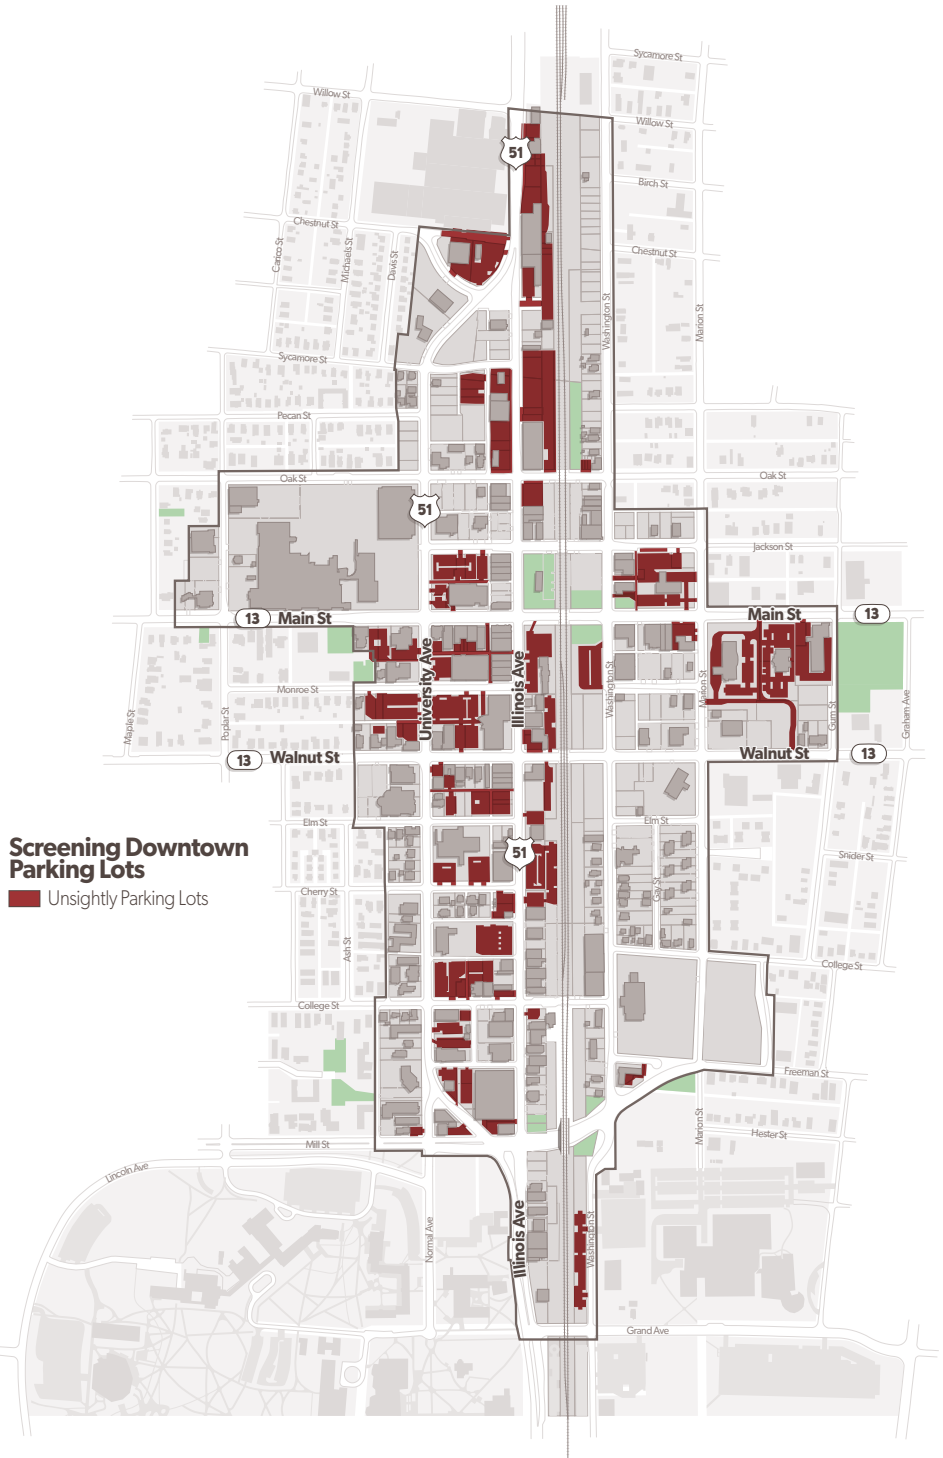 Sycamore St
Willow St
Willow St
51
Birch St
Chestnut St
Carico St
Michaels St
Davis St
Chestnut St
Washington St
Marion St
Sycamore St
Pecan St
Oak St
Oak St
51
Jackson St
13
Main St
Main St
13
University Ave
Illinois Ave
Washington St
Marion St
Monroe St
Maple St
Poplar St
Gum St
Graham Ave
13
Walnut St
Walnut St
13
Elm St
Elm St
51
Screening Downtown
Parking Lots
Unsightly Parking Lots
Snider St
Cherry St
Gay St
Ash St
College St
College St
Freeman St
Marion St
Hester St
Mill St
Lincoln Ave
Normal Ave
Illinois Ave
Washington St
Grand Ave